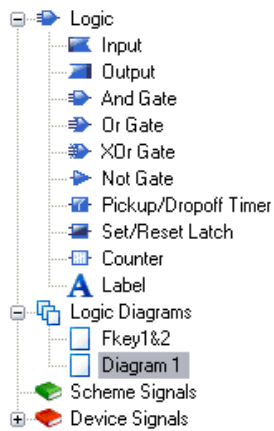 Logic
Input
Output
And Gate
Or Gate
XOr Gate
Not Gate
Pickup/Dropoff Timer
Set/Reset Latch
Counter
A Label
Logic Diagrams
Fkey1&2
Diagram 1
Scheme Signals
Device Signals